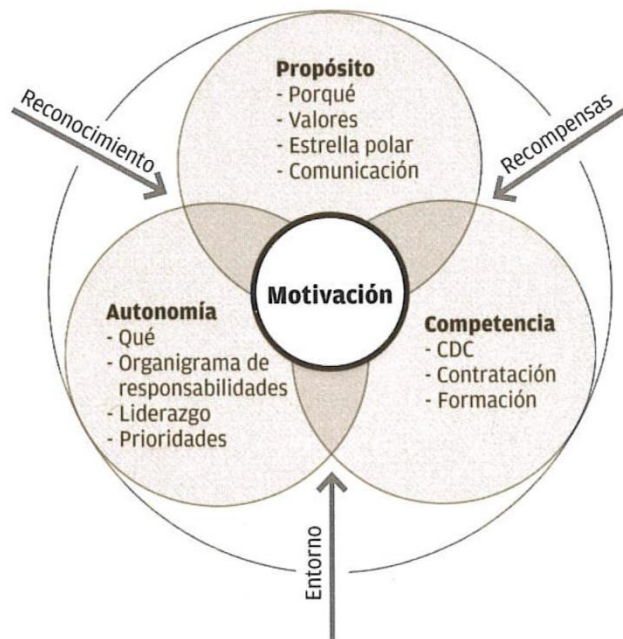 Propósito
- Porqué
- Valores
- Estrella polar
- Comunicación
Reconocimiento
Recompensas
Motivación
Autonomía
- Qué
- Organigrama de
responsabilidades
- Liderazgo
- Prioridades
Competencia
- CDC
- Contratación
- Formación
Entorno